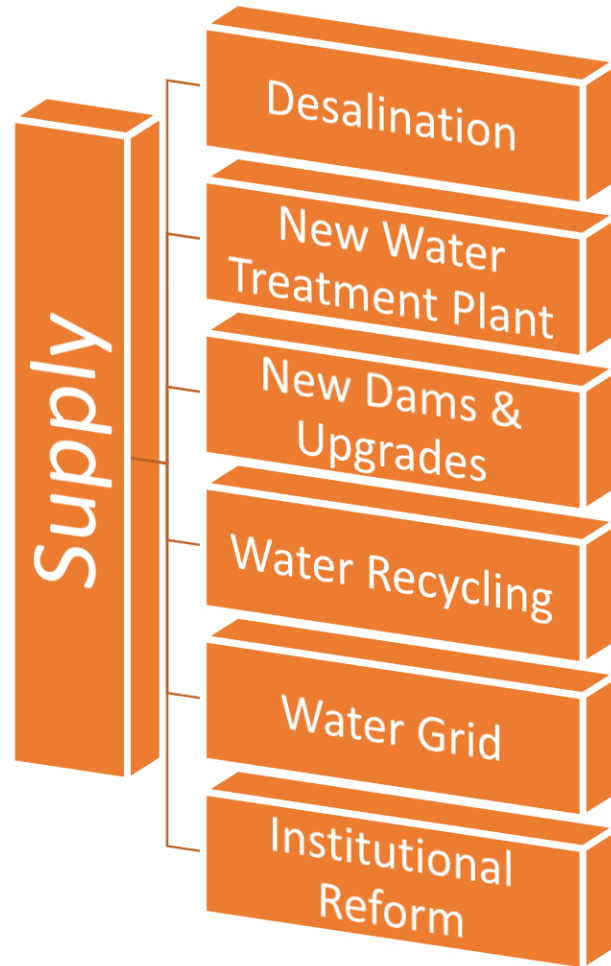 Supply
Desalination
New Water
Treatment Plant
New Dams &
Upgrades
Water Recycling
Water Grid
Institutional
Reform